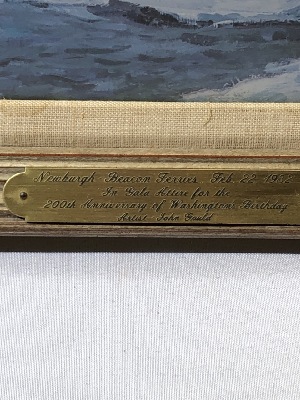 Newburgh Beacon Ferries Feb. 22, 1932
In Gala Attire for the
200th Anniversary of Washington's Birthday
Artist - John Gould